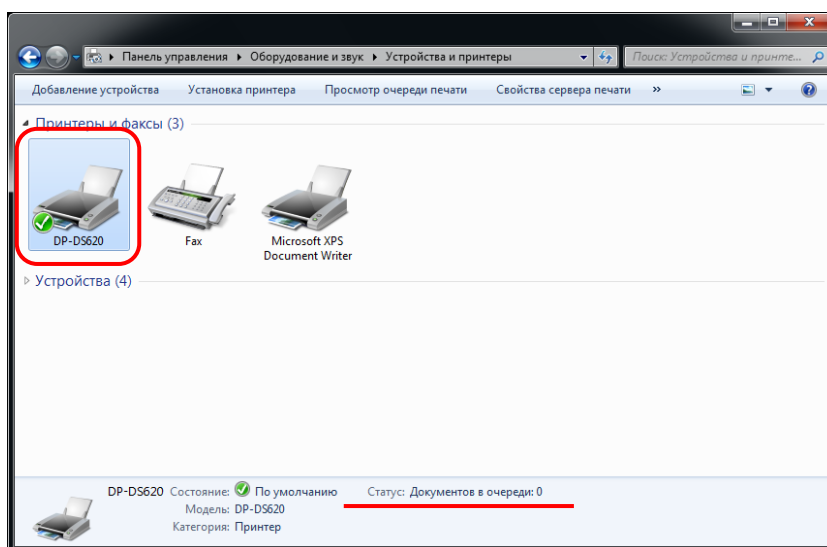 Панель управления ▸ Оборудование и звук ▸ Устройства и принтеры
Поиск: Устройства и принте...
Добавление устройства Установка принтера Просмотр очереди печати Свойства сервера печати »
Принтеры и факсы (3)
DP-DS620
Fax
Microsoft XPS
Document Writer
Устройства (4)
DP-DS620 Состояние: По умолчанию Статус: Документов в очереди: 0
Модель: DP-DS620
Категория: Принтер